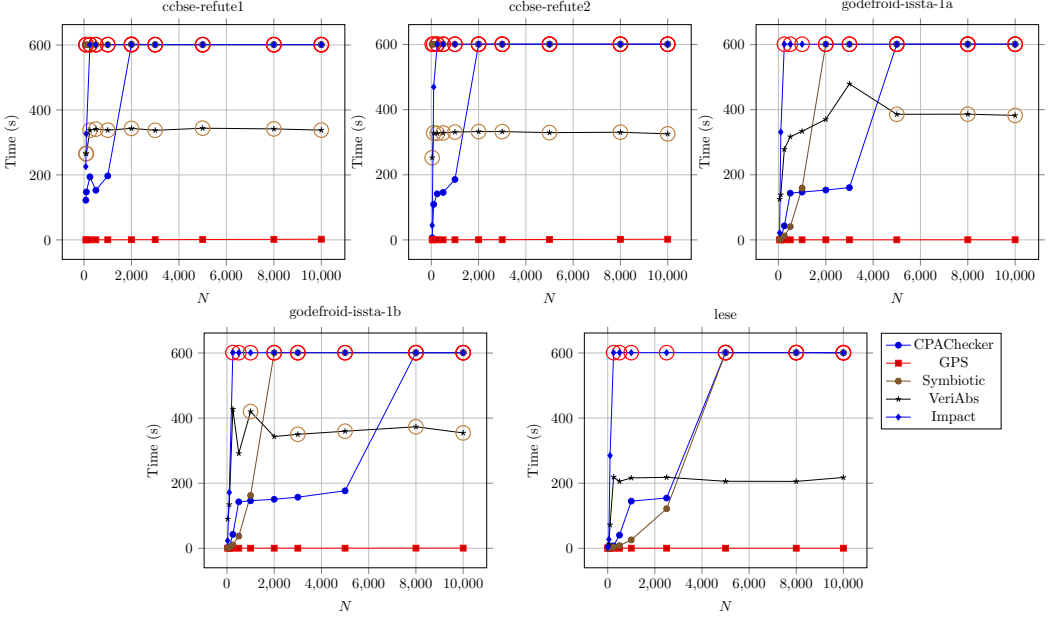 ccbse-refute1
600
400
200
0
Time (s)
0
2,000
4,000
6,000
8,000
10,000
N
ccbse-refute2
600
400
200
0
Time (s)
0
2,000
4,000
6,000
8,000
10,000
N
godefroid-issta-1a
600
400
200
0
Time (s)
0
2,000
4,000
6,000
8,000
10,000
N
godefroid-issta-1b
600
400
200
0
Time (s)
0
2,000
4,000
6,000
8,000
10,000
N
lese
600
400
200
0
Time (s)
0
2,000
4,000
6,000
8,000
10,000
N
CPAChecker
GPS
Symbiotic
VeriAbs
Impact